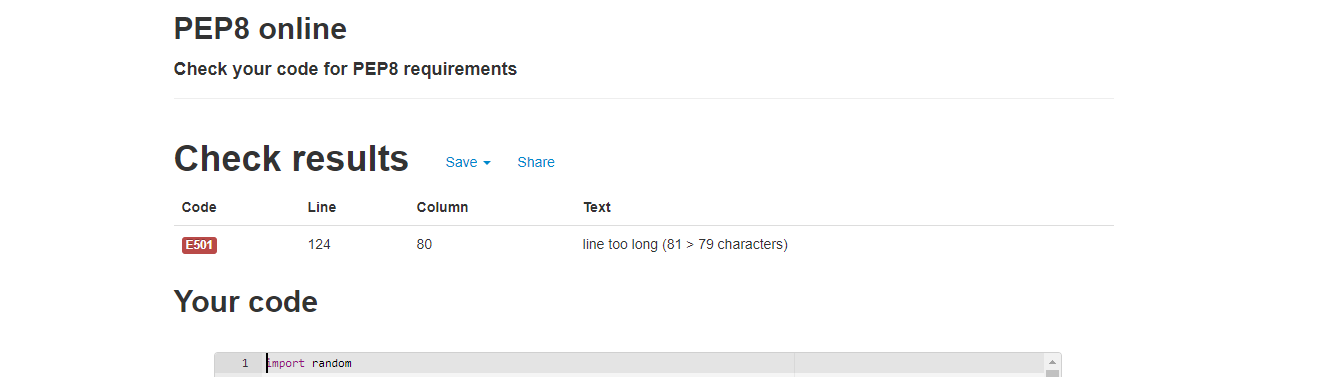 PEP8 online
Check your code for PEP8 requirements
Check results Save Share
Code Line Column Text
E501 124 80 line too long (81 > 79 characters)
Your code
1 import random